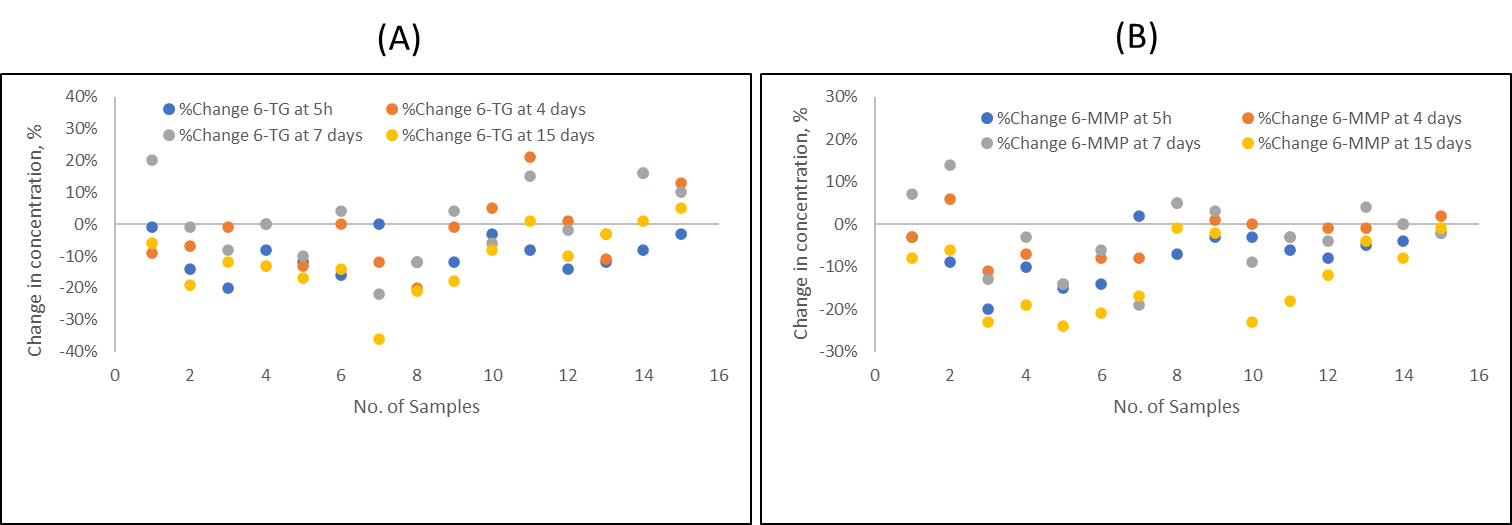 (A)
40%
30%
20%
10%
0%
-10%
-20%
-30%
-40%
Change in concentration, %
%Change 6-TG at 5h
%Change 6-TG at 4 days
%Change 6-TG at 7 days
%Change 6-TG at 15 days
0 2 4 6 8 10 12 14 16
No. of Samples
(B)
30%
20%
10%
0%
-10%
-20%
-30%
Change in concentration, %
%Change 6-MMP at 5h
%Change 6-MMP at 4 days
%Change 6-MMP at 7 days
%Change 6-MMP at 15 days
0 2 4 6 8 10 12 14 16
No. of Samples